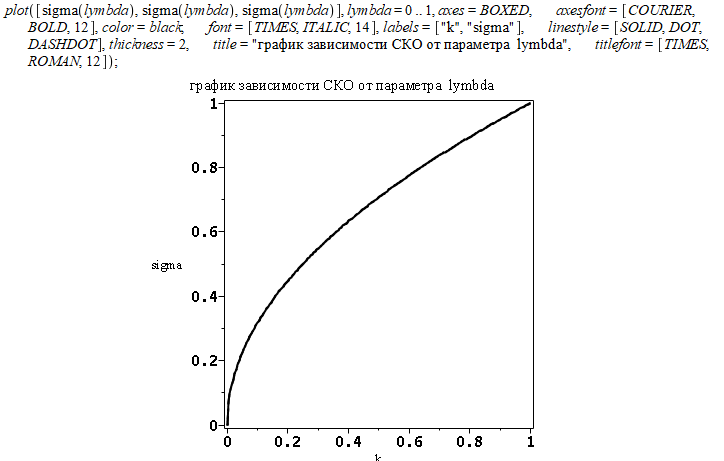 plot([sigma(lymbda), sigma(lymbda), sigma(lymbda)], lymbda = 0 .. 1, axes = BOXED, axesfont = [COURIER,
BOLD, 12], color = black, font = [TIMES, ITALIC, 14], labels = ["k", "sigma"], linestyle = [SOLID, DOT,
DASHDOT], thickness = 2, title = "график зависимости СКО от параметра lymbda", titlefont = [TIMES,
ROMAN, 12]);
график зависимости СКО от параметра lymbda
1
0.8
0.6
sigma
0.4
0.2
0
0 0.2 0.4 0.6 0.8 1
k